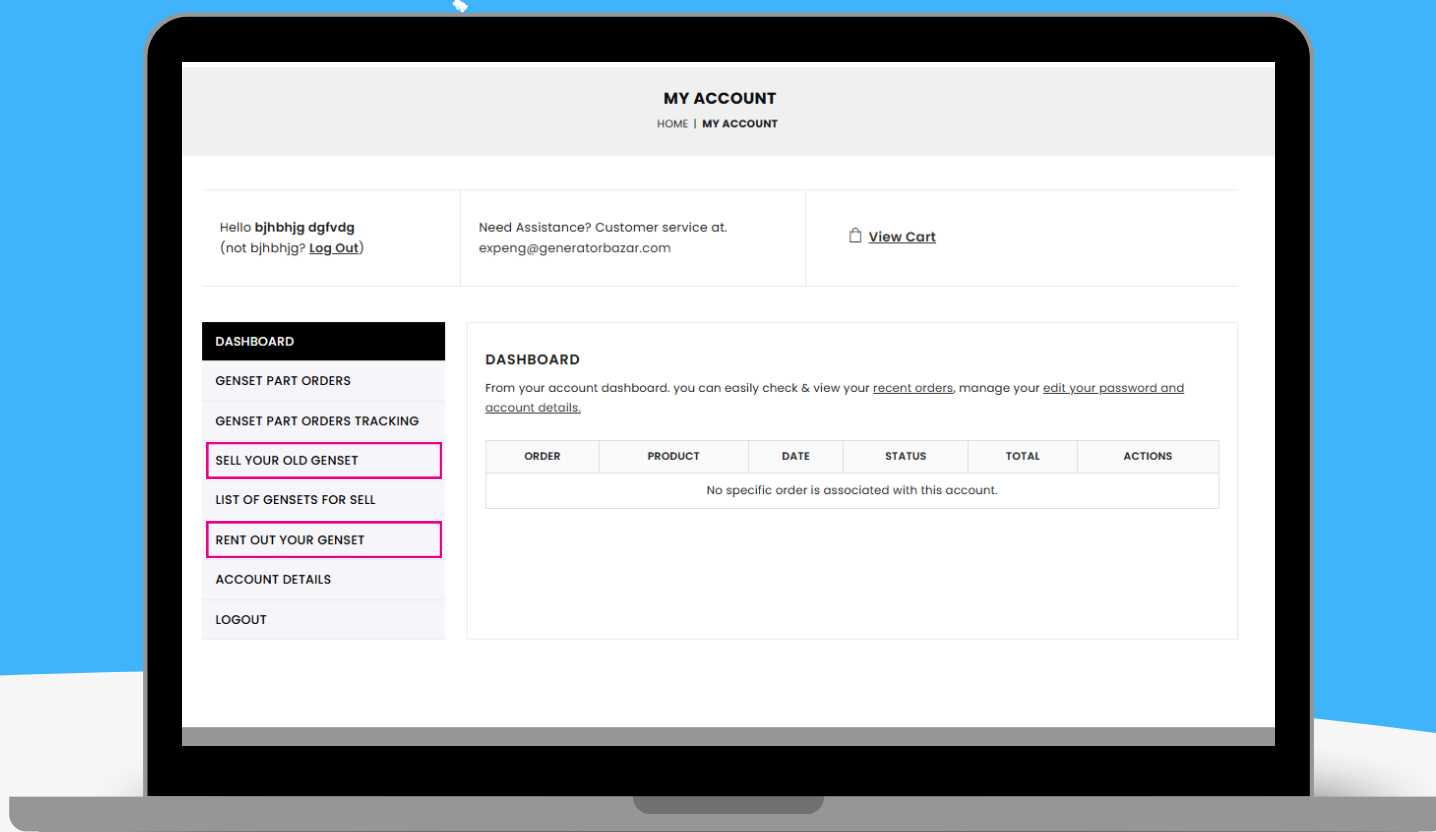 MY ACCOUNT
HOME | MY ACCOUNT
Hello bjhbhjg dgfvdg
(not bjhbhjg? Log Out)
Need Assistance? Customer service at.
expeng@generatorbazar.com
View Cart
DASHBOARD
GENSET PART ORDERS
GENSET PART ORDERS TRACKING
SELL YOUR OLD GENSET
LIST OF GENSETS FOR SELL
RENT OUT YOUR GENSET
ACCOUNT DETAILS
LOGOUT
DASHBOARD
From your account dashboard. you can easily check & view your recent orders, manage your edit your password and
account details.
ORDER PRODUCT DATE STATUS TOTAL ACTIONS
No specific order is associated with this account.